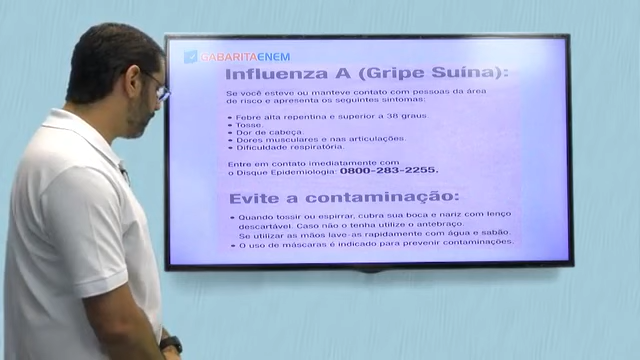 GABARITAENEM
Influenza A (Gripe Suína):
Se você esteve ou manteve contato com pessoas da área
de risco e apresenta os seguintes sintomas:
• Febre alta repentina e superior a 38 graus.
• Tosse.
• Dor de cabeça.
• Dores musculares e nas articulações.
• Dificuldade respiratória.
Entre em contato imediatamente com
o Disque Epidemiologia: 0800-283-2255.
Evite a contaminação:
• Quando tossir ou espirrar, cubra sua boca e nariz com lenço
descartável. Caso não o tenha utilize o antebraço.
Se utilizar as mãos lave-as rapidamente com água e sabão.
• O uso de máscaras é indicado para prevenir contaminações.